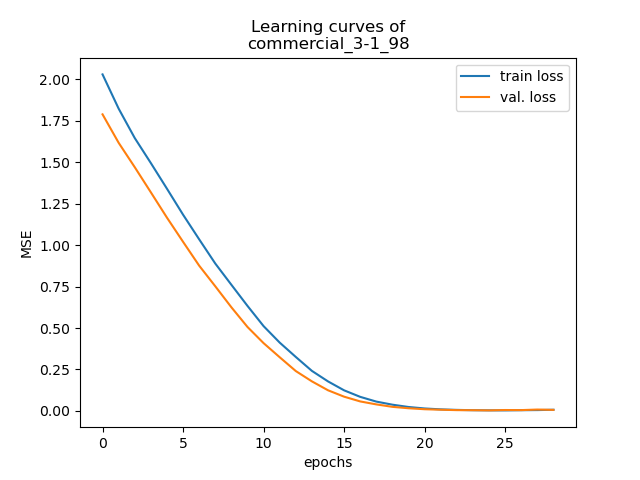 Learning curves of
commercial_3-1_98
train loss
val. loss
MSE
2.00
1.75
1.50
1.25
1.00
0.75
0.50
0.25
0.00
0 5 10 15 20 25
epochs